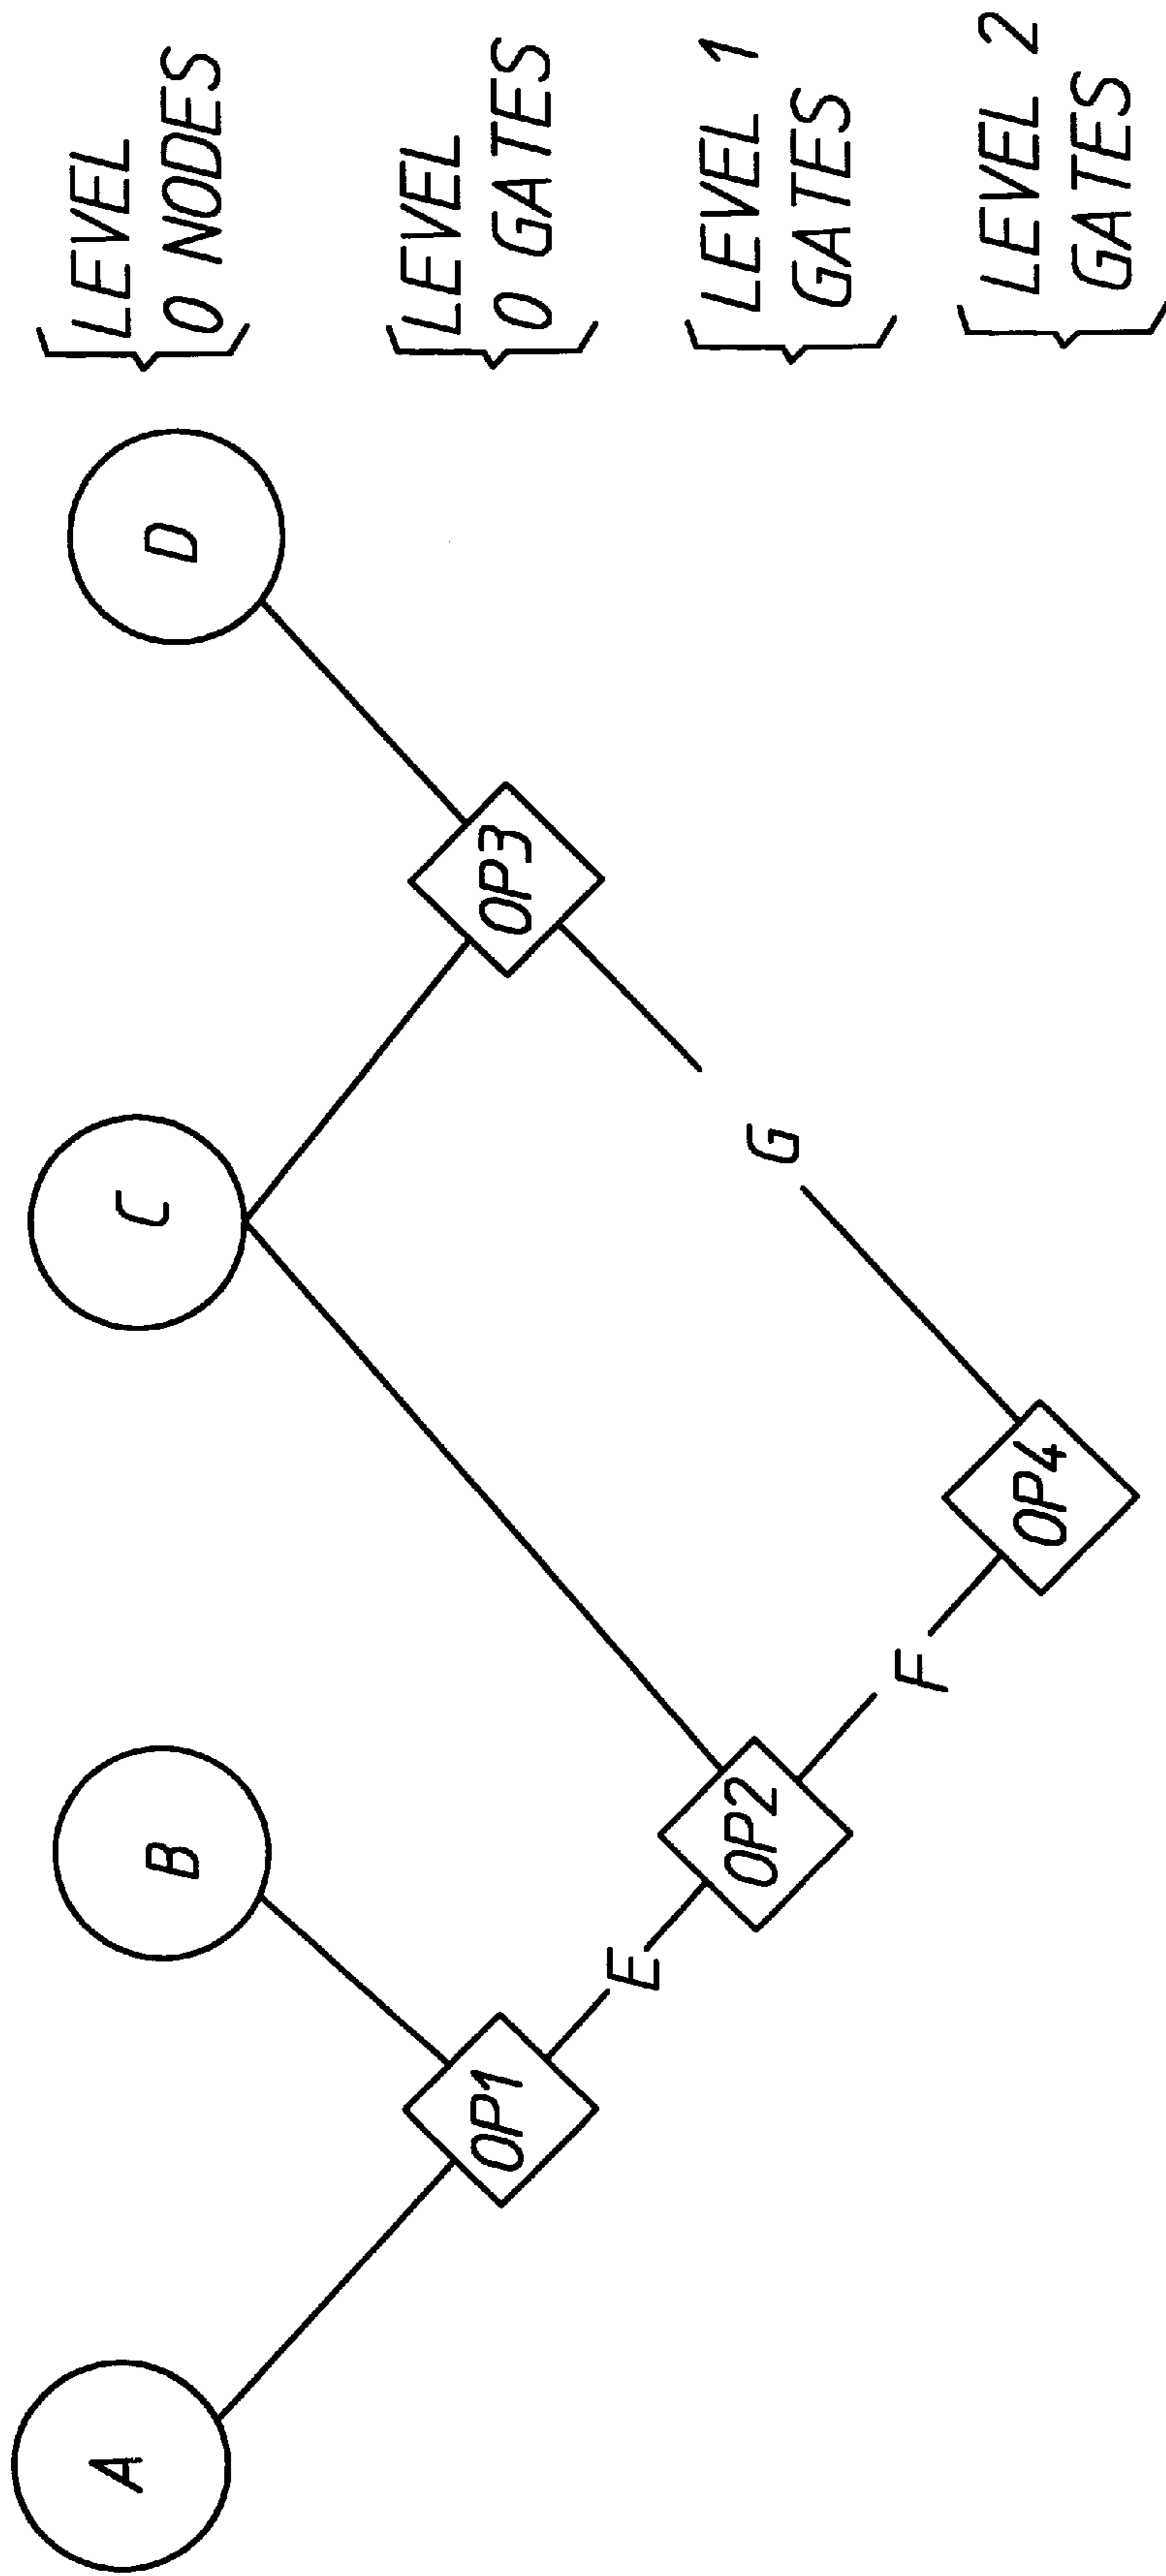 A
B
C
D
LEVEL
0 NODES
OP1
OP3
LEVEL
0 GATES
E
G
OP2
LEVEL 1
GATES
F
OP4
LEVEL 2
GATES